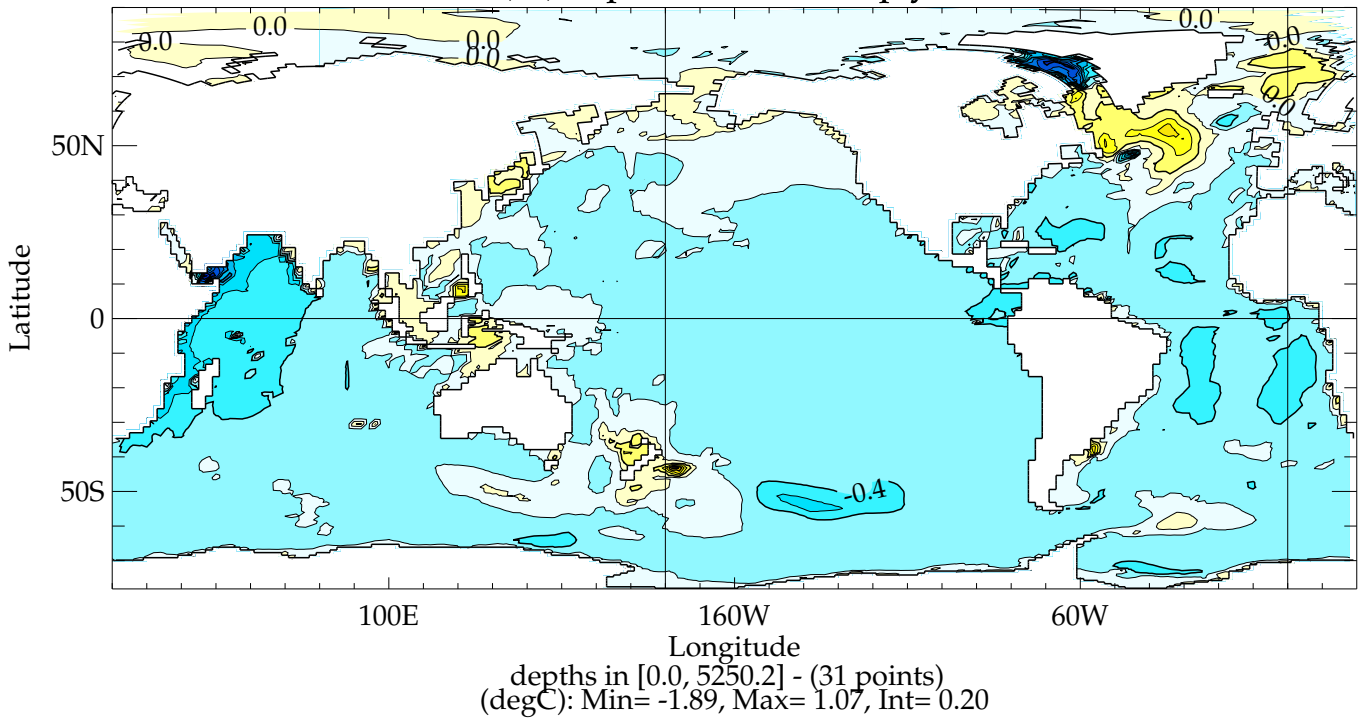 0.0
0.0
0.0
0.0
0.0
-0.0
0.0
50N
Latitude
0
-0.4
50S
100E
160W
60W
Longitude
depths in [0.0, 5250.2] - (31 points)
(degC): Min= -1.89, Max= 1.07, Int= 0.20